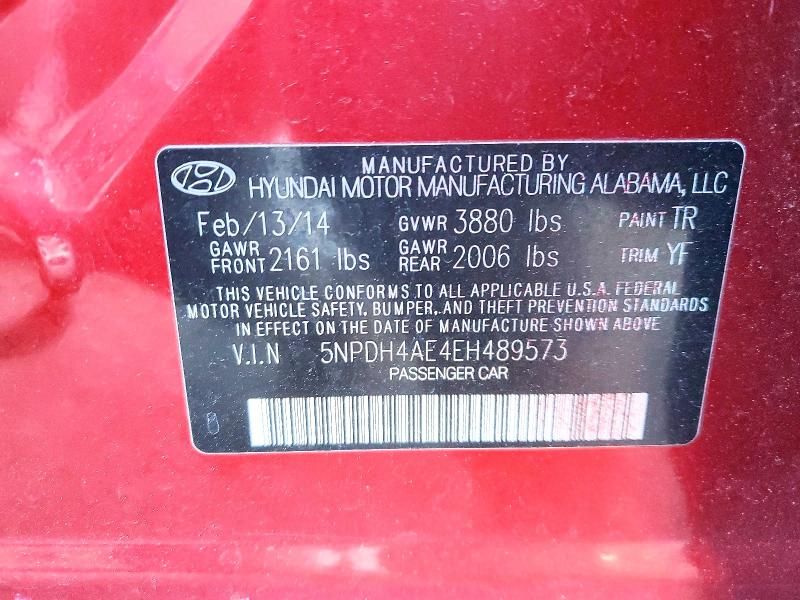 MANUFACTURED BY
HYUNDAI MOTOR MANUFACTURING ALABAMA, LLC
Feb/13/14 GVWR 3880 lbs PAINT TR
GAWR FRONT 2161 lbs GAWR REAR 2006 lbs TRIM YF
THIS VEHICLE CONFORMS TO ALL APPLICABLE U.S.A. FEDERAL
MOTOR VEHICLE SAFETY, BUMPER, AND THEFT PREVENTION STANDARDS
IN EFFECT ON THE DATE OF MANUFACTURE SHOWN ABOVE
V.I.N 5NPDH4AE4EH489573
PASSENGER CAR